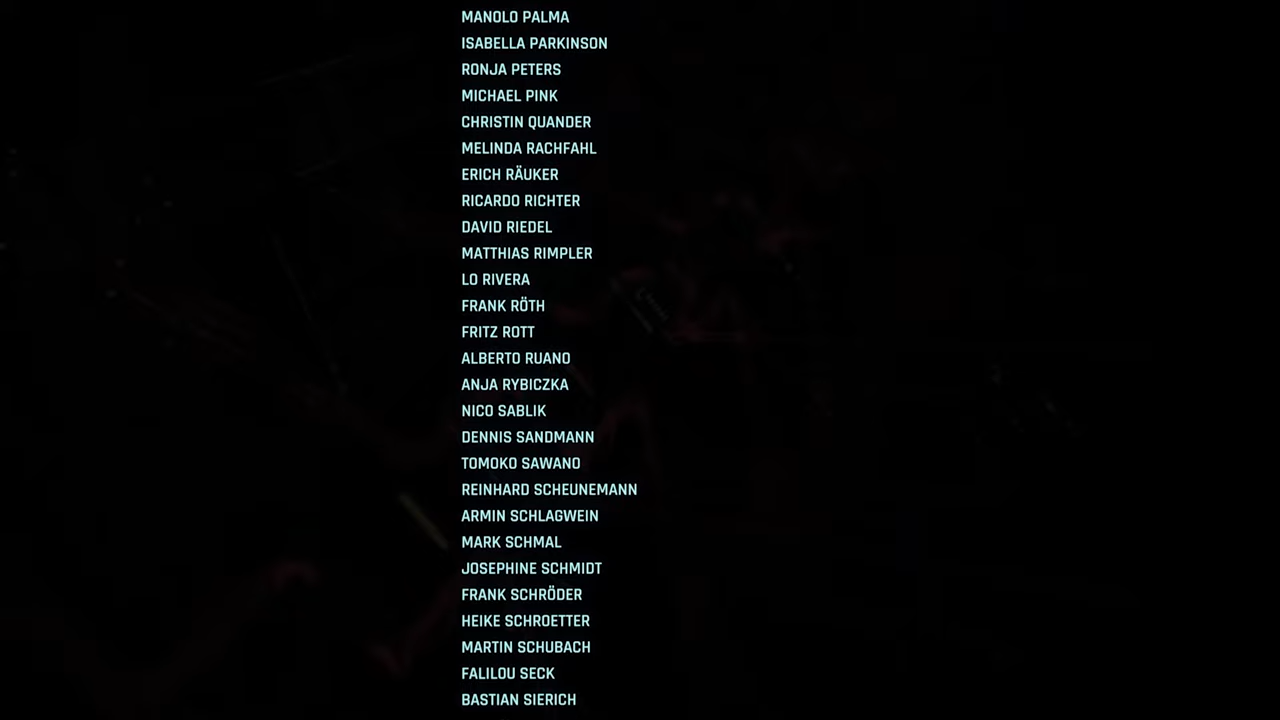 MANOLO PALMA
ISABELLA PARKINSON
RONJA PETERS
MICHAEL PINK
CHRISTIN QUANDER
MELINDA RACHFAHL
ERICH RÄUKER
RICARDO RICHTER
DAVID RIEDEL
MATTHIAS RIMPLER
LO RIVERA
FRANK RÖTH
FRITZ ROTT
ALBERTO RUANO
ANJA RYBICZKA
NICO SABLIK
DENNIS SANDMANN
TOMOKO SAWANO
REINHARD SCHEUNEMANN
ARMIN SCHLAGWEIN
MARK SCHMAL
JOSEPHINE SCHMIDT
FRANK SCHRÖDER
HEIKE SCHROETTER
MARTIN SCHUBACH
FALILOU SECK
BASTIAN SIERICH